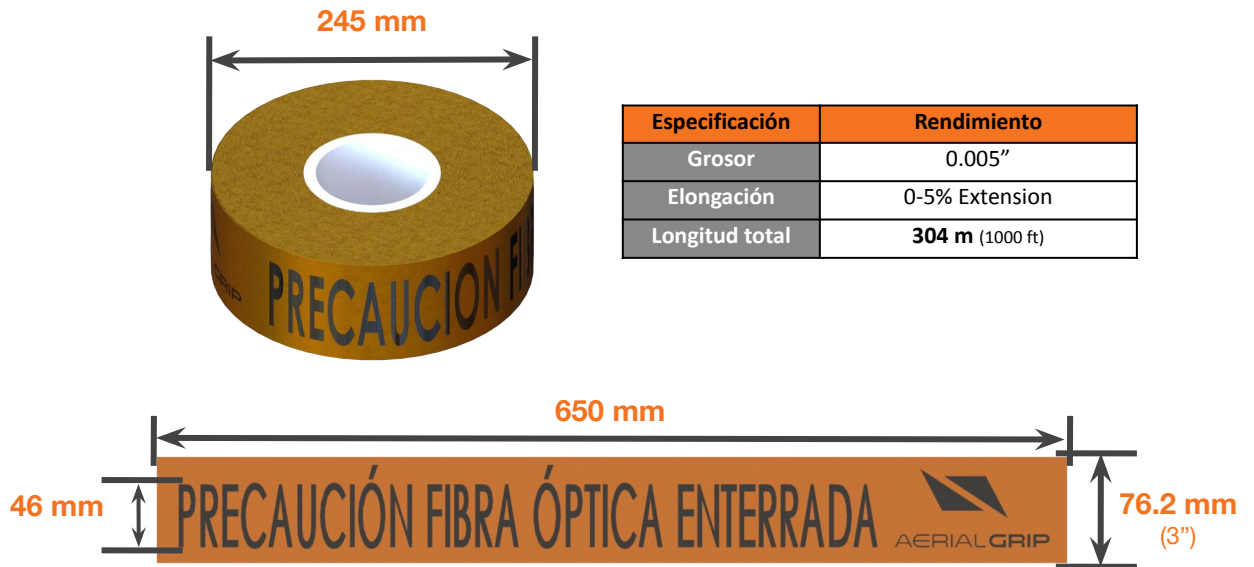 245 mm
Especificación Rendimiento
Grosor 0.005”
Elongación 0-5% Extension
Longitud total 304 m (1000 ft)
GRIP PRECAUCION FI
650 mm
46 mm
PRECAUCIÓN FIBRA ÓPTICA ENTERRADA AERIALGRIP
76.2 mm
(3”)